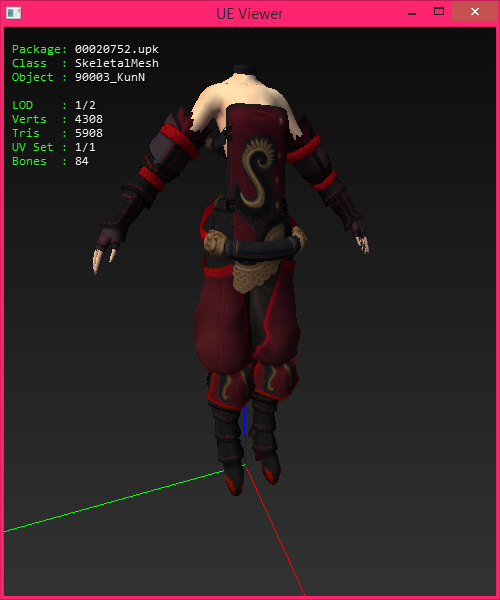 UE Viewer
Package: 00020752.upk
Class : SkeletalMesh
Object : 90003_KunN
LOD : 1/2
Verts : 4308
Tris : 5908
UV Set : 1/1
Bones : 84